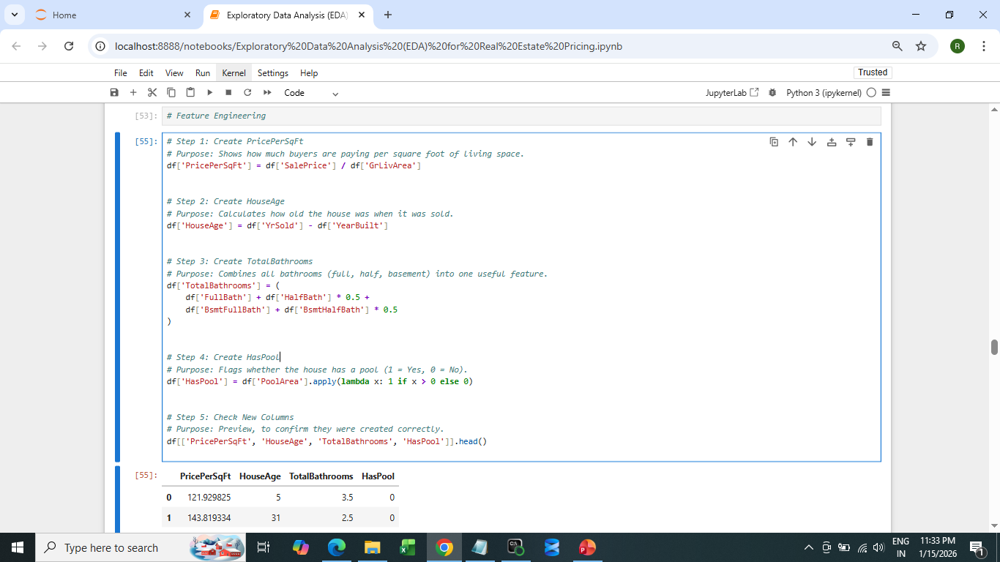 Home
Exploratory Data Analysis (EDA)
localhost:8888/notebooks/Exploratory%20Data%20Analysis%20(EDA)%20for%20Real%20Estate%20Pricing.ipynb
R
File Edit View Run Kernel Settings Help
Trusted
Code
JupyterLab
Python 3 (ipykernel)
[53]: # Feature Engineering
[55]: # Step 1: Create PricePerSqFt
# Purpose: Shows how much buyers are paying per square foot of living space.
df['PricePerSqFt'] = df['SalePrice'] / df['GrLivArea']
# Step 2: Create HouseAge
# Purpose: Calculates how old the house was when it was sold.
df['HouseAge'] = df['YrSold'] - df['YearBuilt']
# Step 3: Create TotalBathrooms
# Purpose: Combines all bathrooms (full, half, basement) into one useful feature.
df['TotalBathrooms'] = (
    df['FullBath'] + df['HalfBath'] * 0.5 +
    df['BsmtFullBath'] + df['BsmtHalfBath'] * 0.5
)
# Step 4: Create HasPool
# Purpose: Flags whether the house has a pool (1 = Yes, 0 = No).
df['HasPool'] = df['PoolArea'].apply(lambda x: 1 if x > 0 else 0)
# Step 5: Check New Columns
# Purpose: Preview, to confirm they were created correctly.
df[['PricePerSqFt', 'HouseAge', 'TotalBathrooms', 'HasPool']].head()
[55]: PricePerSqFt HouseAge TotalBathrooms HasPool
0 121.929825 5 3.5 0
1 143.819334 31 2.5 0
Type here to search
ENG
IN
11:33 PM
1/15/2026
1